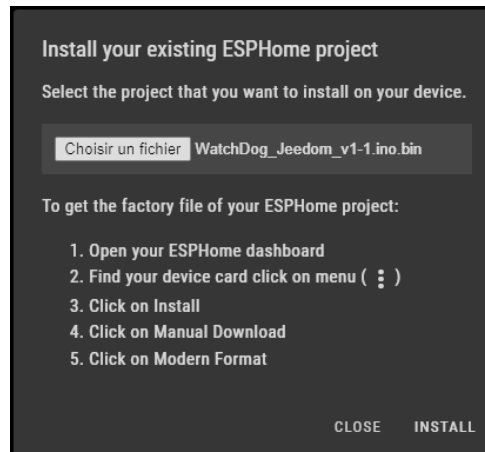 Install your existing ESPHome project
Select the project that you want to install on your device.
Choisir un fichier WatchDog_Jeedom_v1-1.ino.bin
To get the factory file of your ESPHome project:
1. Open your ESPHome dashboard
2. Find your device card click on menu ( ⋮ )
3. Click on Install
4. Click on Manual Download
5. Click on Modern Format
CLOSE INSTALL